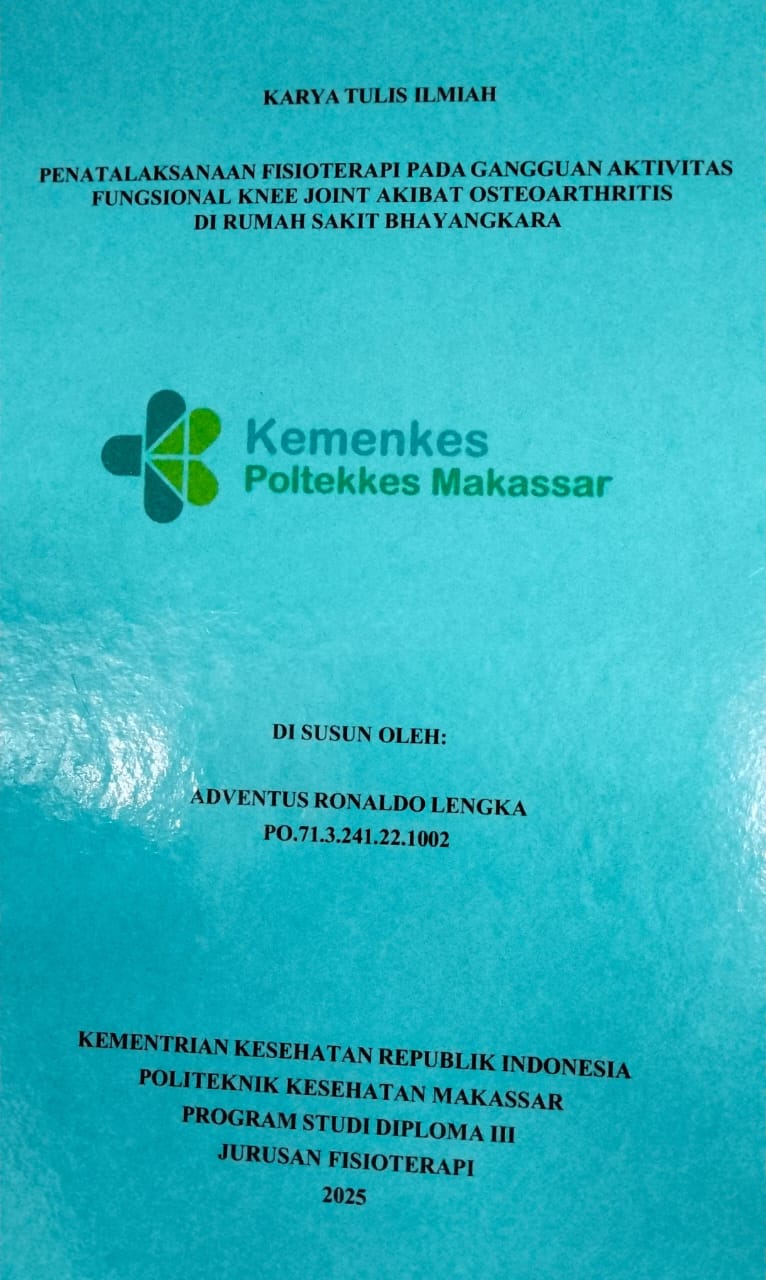 KARYA TULIS ILMIAH
PENATALAKSANAAN FISIOTERAPI PADA GANGGUAN AKTIVITAS
FUNGSIONAL KNEE JOINT AKIBAT OSTEOARTHRITIS
DI RUMAH SAKIT BHAYANGKARA
Kemenkes
Poltekkes Makassar
DI SUSUN OLEH:
ADVENTUS RONALDO LENGKA
PO.71.3.241.22.1002
KEMENTRIAN KESEHATAN REPUBLIK INDONESIA
POLITEKNIK KESEHATAN MAKASSAR
PROGRAM STUDI DIPLOMA III
JURUSAN FISIOTERAPI
2025